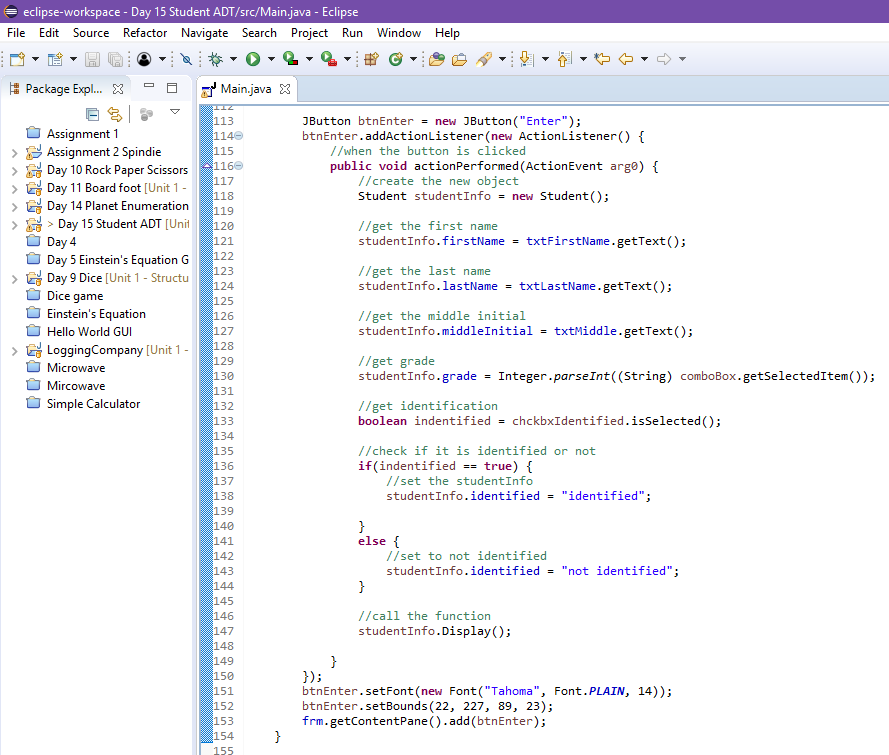 eclipse-workspace - Day 15 Student ADT/src/Main.java - Eclipse
File Edit Source Refactor Navigate Search Project Run Window Help
Package Expl...
Main.java
Assignment 1
Assignment 2 Spindie
Day 10 Rock Paper Scissors
Day 11 Board foot [Unit 1 -
Day 14 Planet Enumeration
> Day 15 Student ADT [Unit
Day 4
Day 5 Einstein's Equation G
Day 9 Dice [Unit 1 - Structu
Dice game
Einstein's Equation
Hello World GUI
LoggingCompany [Unit 1 -
Microwave
Mircowave
Simple Calculator
112
113 JButton btnEnter = new JButton("Enter");
114 btnEnter.addActionListener(new ActionListener() {
115 //when the button is clicked
116 public void actionPerformed(ActionEvent arg0) {
117 //create the new object
118 Student studentInfo = new Student();
119
120 //get the first name
121 studentInfo.firstName = txtFirstName.getText();
122
123 //get the last name
124 studentInfo.lastName = txtLastName.getText();
125
126 //get the middle initial
127 studentInfo.middleInitial = txtMiddle.getText();
128
129 //get grade
130 studentInfo.grade = Integer.parseInt((String) comboBox.getSelectedItem());
131
132 //get identification
133 boolean indentified = chckbxIdentified.isSelected();
134
135 //check if it is identified or not
136 if(indentified == true) {
137 //set the studentInfo
138 studentInfo.identified = "identified";
139
140 }
141 else {
142 //set to not identified
143 studentInfo.identified = "not identified";
144 }
145
146 //call the function
147 studentInfo.Display();
148
149 }
150 });
151 btnEnter.setFont(new Font("Tahoma", Font.PLAIN, 14));
152 btnEnter.setBounds(22, 227, 89, 23);
153 frm.getContentPane().add(btnEnter);
154 }
155